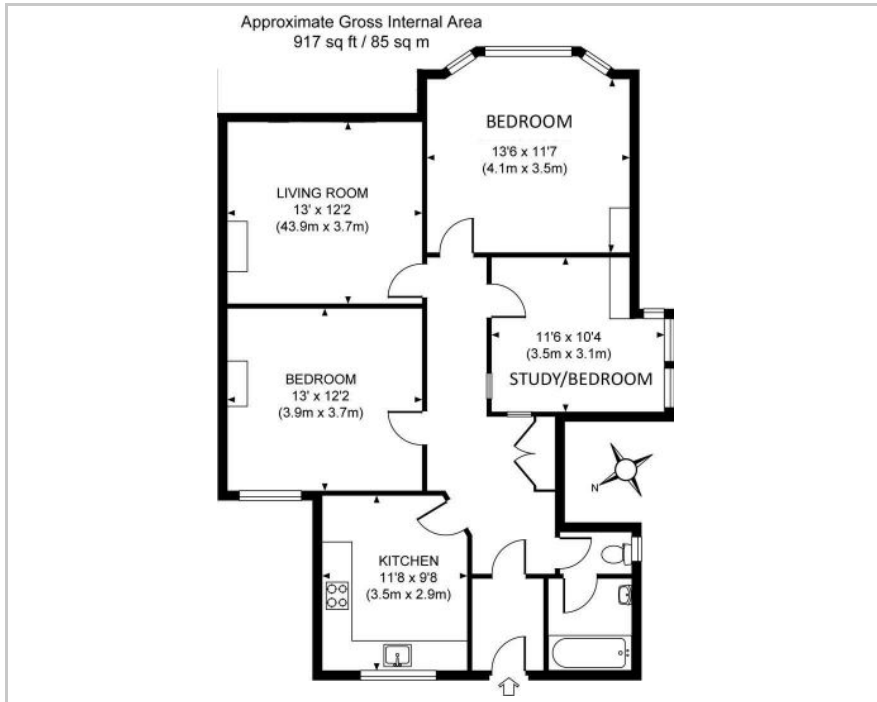 Approximate Gross Internal Area
917 sq ft / 85 sq m
BEDROOM
13'6 x 11'7
(4.1m x 3.5m)
LIVING ROOM
13' x 12'2
(43.9m x 3.7m)
11'6 x 10'4
(3.5m x 3.1m)
STUDY/BEDROOM
BEDROOM
13' x 12'2
(3.9m x 3.7m)
N
KITCHEN
11'8 x 9'8
(3.5m x 2.9m)